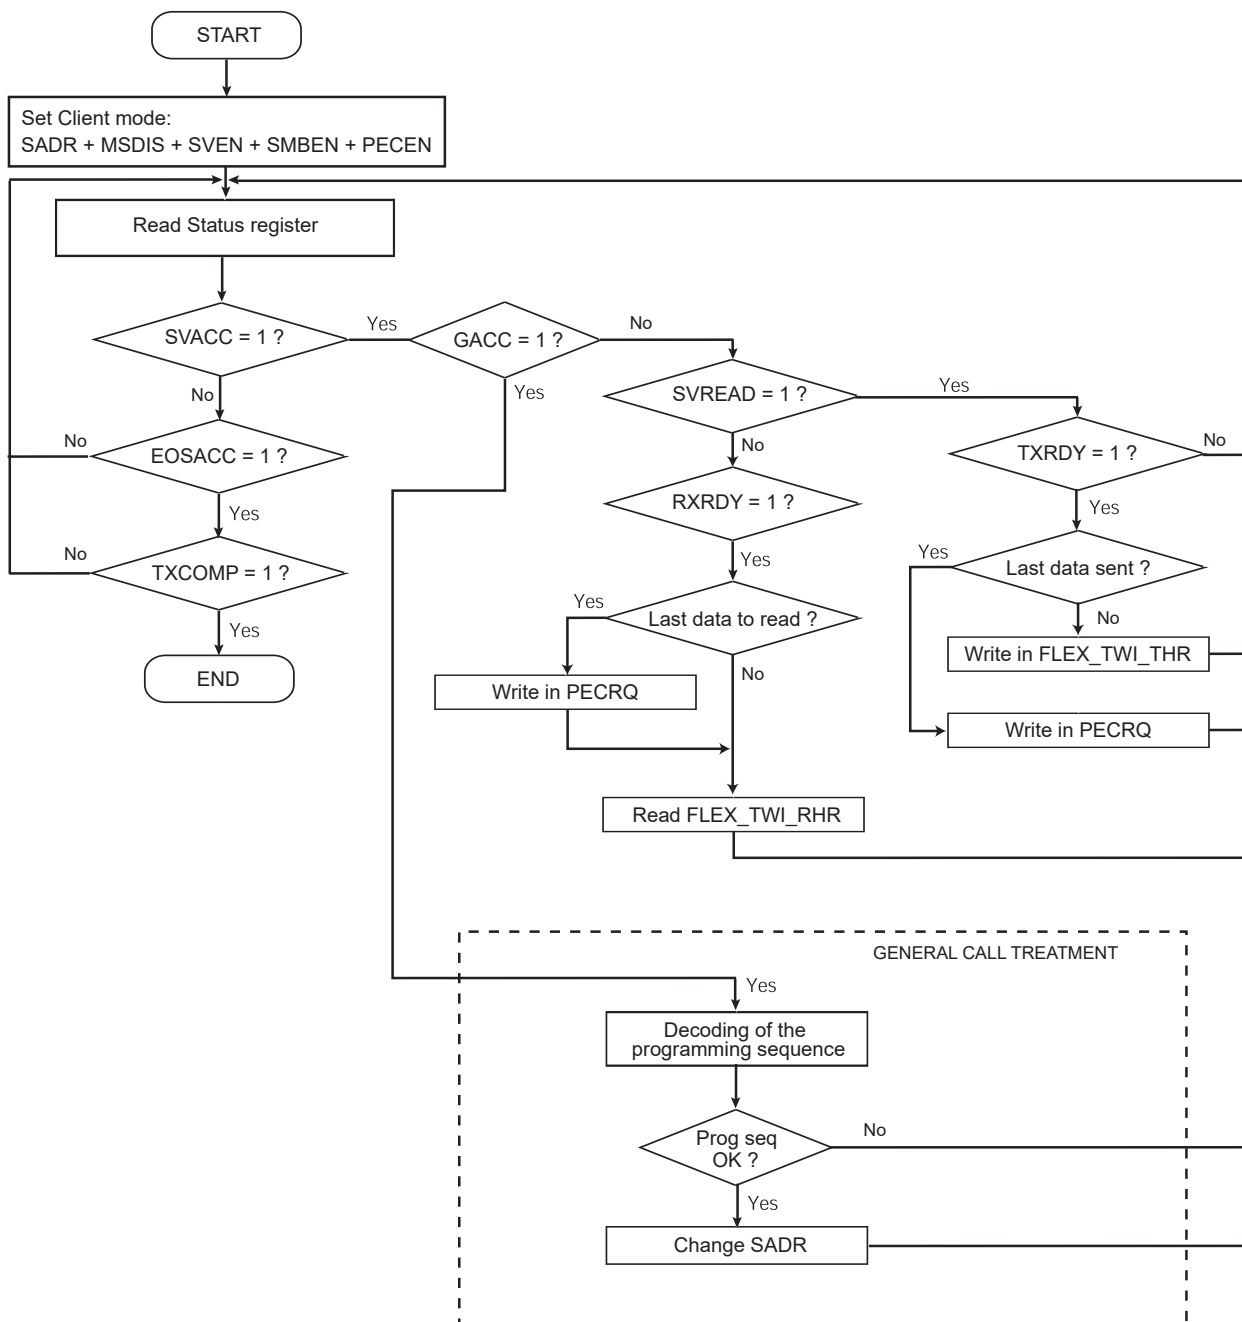 START
Set Client mode:
SADR + MSDIS + SVEN + SMBEN + PECEN
Read Status register
SVACC = 1 ?
Yes
GACC = 1 ?
No
No
Yes
SVREAD = 1 ?
Yes
No
EOSACC = 1 ?
No
TXRDY = 1 ?
No
Yes
RXRDY = 1 ?
Yes
No
TXCOMP = 1 ?
Yes
Yes
Last data sent ?
Yes
Yes
Last data to read ?
No
END
No
Write in FLEX_TWI_THR
Write in PECRQ
Write in PECRQ
Read FLEX_TWI_RHR
GENERAL CALL TREATMENT
Yes
Decoding of the
programming sequence
Prog seq
OK ?
No
Yes
Change SADR